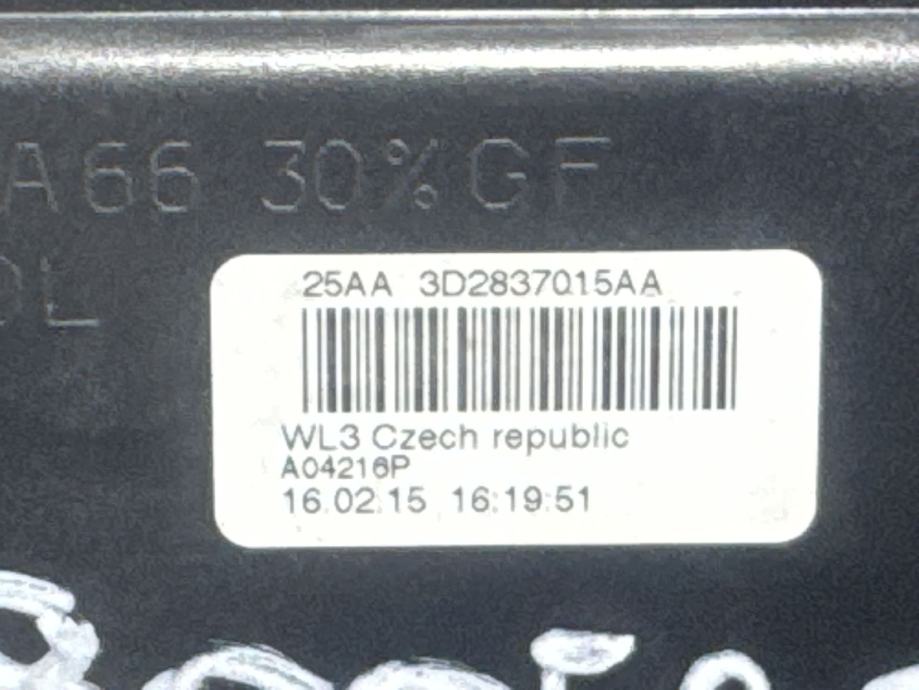 A66 30%GF
25AA 3D2837015AA
WL3 Czech republic
A04216P
16.02.15 16:19:51